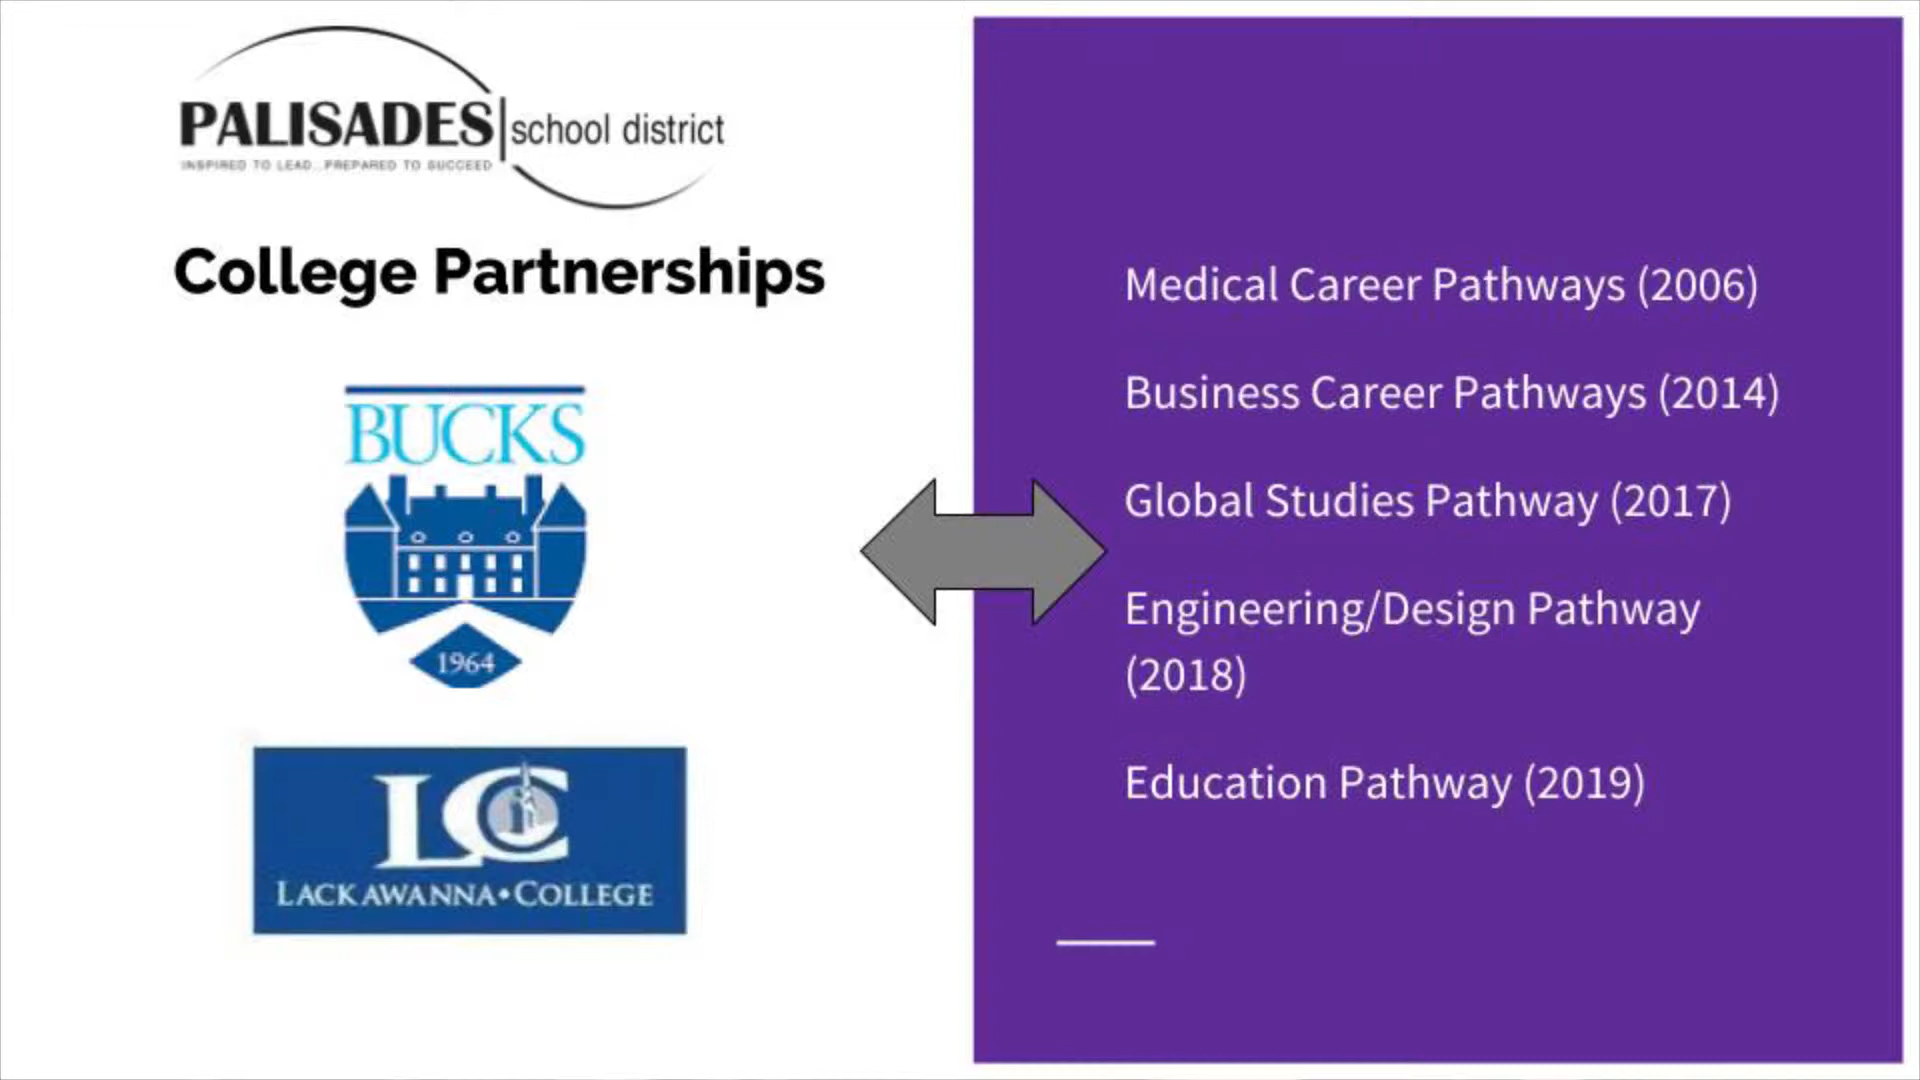 PALISADES school district
INSPIRED TO LEAD...PREPARED TO SUCCEED
College Partnerships
BUCKS
1964
LCC
LACKAWANNA•COLLEGE
Medical Career Pathways (2006)
Business Career Pathways (2014)
Global Studies Pathway (2017)
Engineering/Design Pathway
(2018)
Education Pathway (2019)